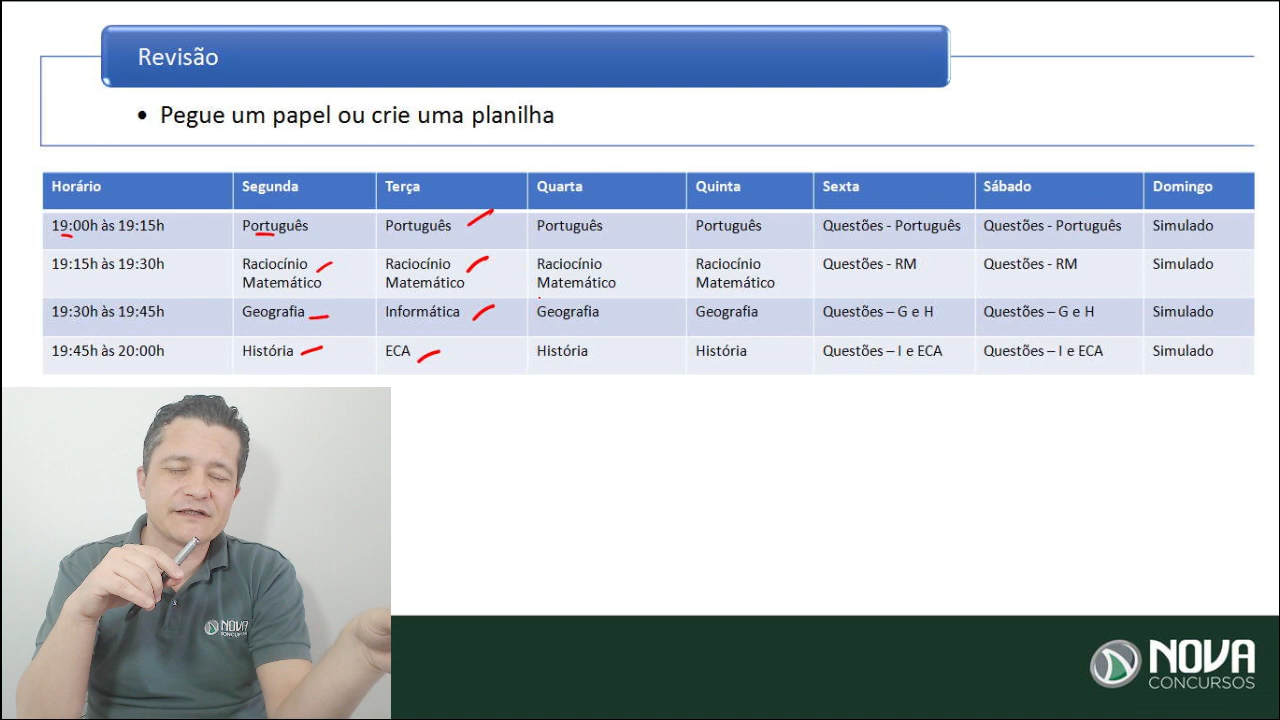 Revisão
• Pegue um papel ou crie uma planilha
Horário Segunda Terça Quarta Quinta Sexta Sábado Domingo
19:00h às 19:15h Português Português Português Português Questões - Português Questões - Português Simulado
19:15h às 19:30h Raciocínio Matemático Raciocínio Matemático Raciocínio Matemático Raciocínio Matemático Questões - RM Questões - RM Simulado
19:30h às 19:45h Geografia Informática Geografia Geografia Questões – G e H Questões – G e H Simulado
19:45h às 20:00h História ECA História História Questões – I e ECA Questões – I e ECA Simulado
NOVA
CONCURSOS
NOVA
CONCURSOS